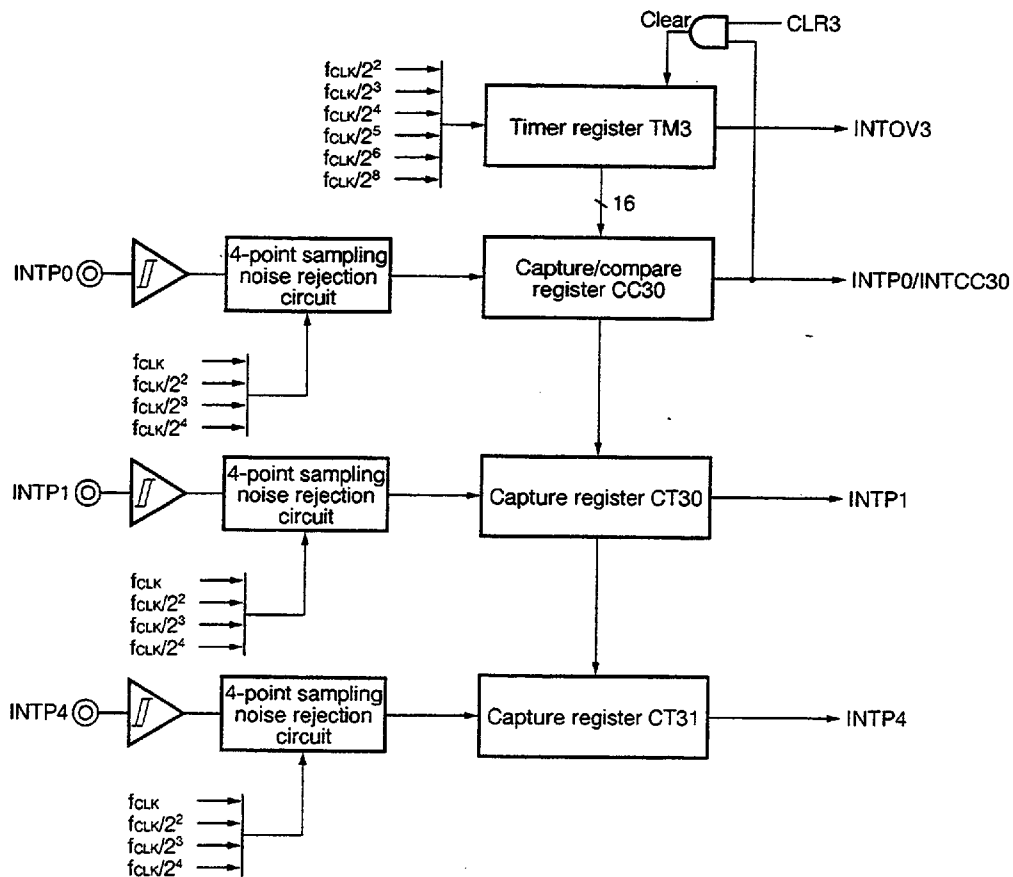 Clear
CLR3
fCLK/2²
fCLK/2³
fCLK/2⁴
fCLK/2⁵
fCLK/2⁶
fCLK/2⁸
Timer register TM3
INTOV3
16
INTP0
4-point sampling
noise rejection
circuit
Capture/compare
register CC30
INTP0/INTCC30
fCLK
fCLK/2²
fCLK/2³
fCLK/2⁴
INTP1
4-point sampling
noise rejection
circuit
Capture register CT30
INTP1
fCLK
fCLK/2²
fCLK/2³
fCLK/2⁴
INTP4
4-point sampling
noise rejection
circuit
Capture register CT31
INTP4
fCLK
fCLK/2²
fCLK/2³
fCLK/2⁴